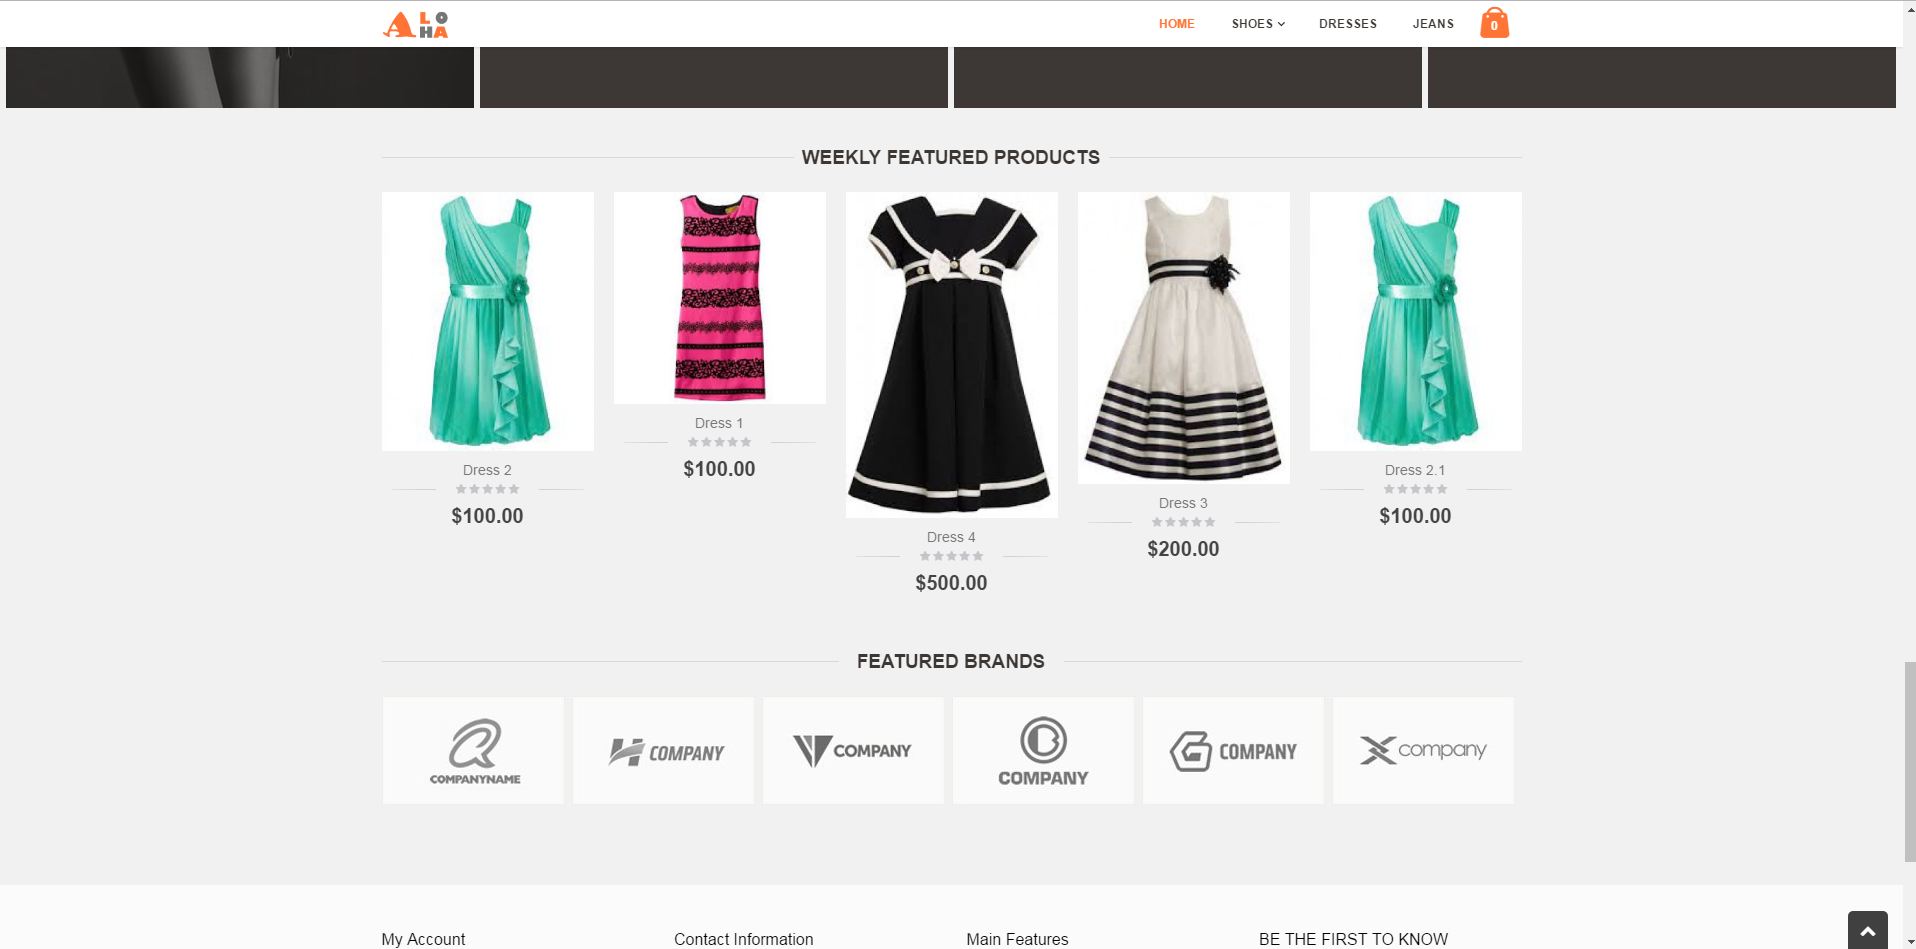 ALOHA
HOME
SHOES
DRESSES
JEANS
0
WEEKLY FEATURED PRODUCTS
Dress 2
$100.00
Dress 1
$100.00
Dress 4
$500.00
Dress 3
$200.00
Dress 2.1
$100.00
FEATURED BRANDS
COMPANYNAME
COMPANY
COMPANY
COMPANY
COMPANY
company
My Account
Contact Information
Main Features
BE THE FIRST TO KNOW